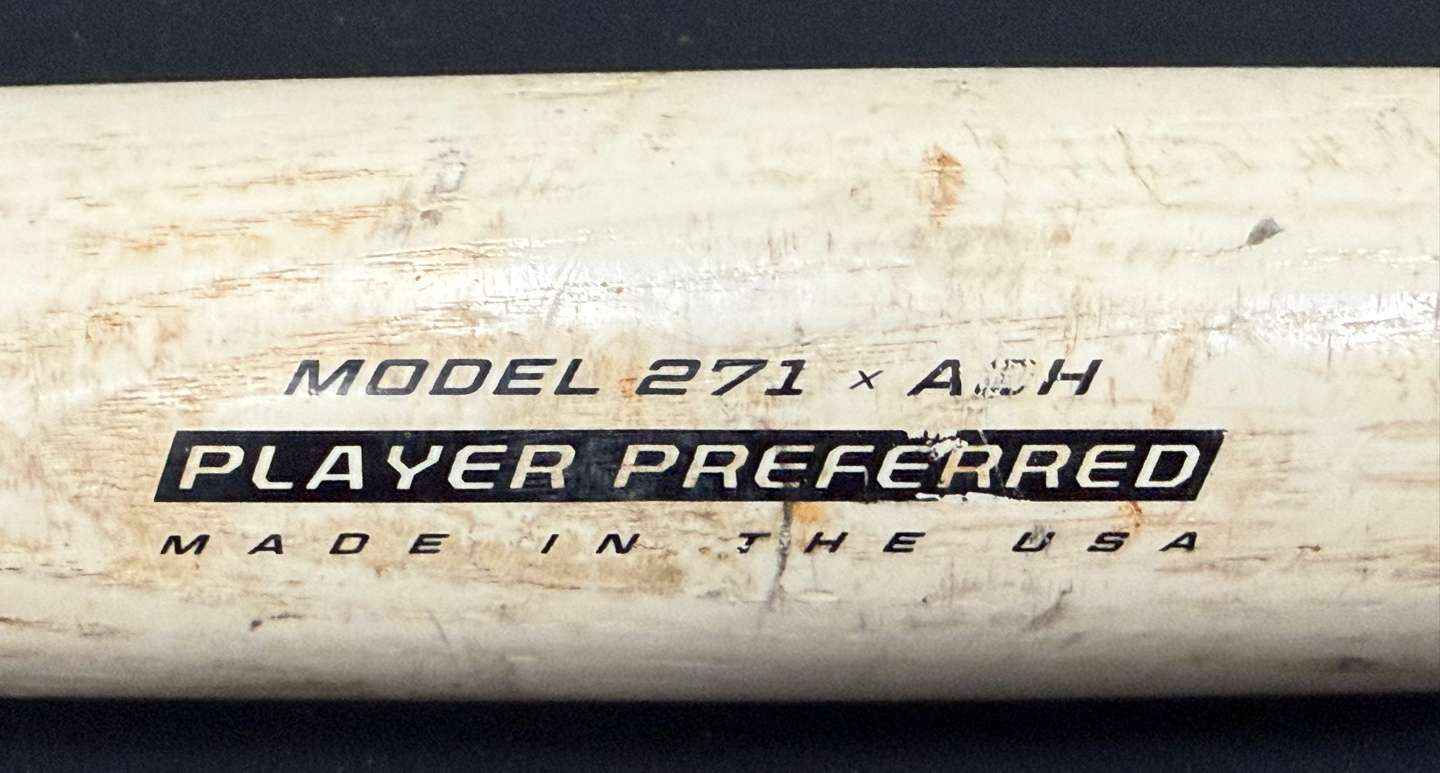 MODEL 271 x ASH
PLAYER PREFERRED
MADE IN THE USA